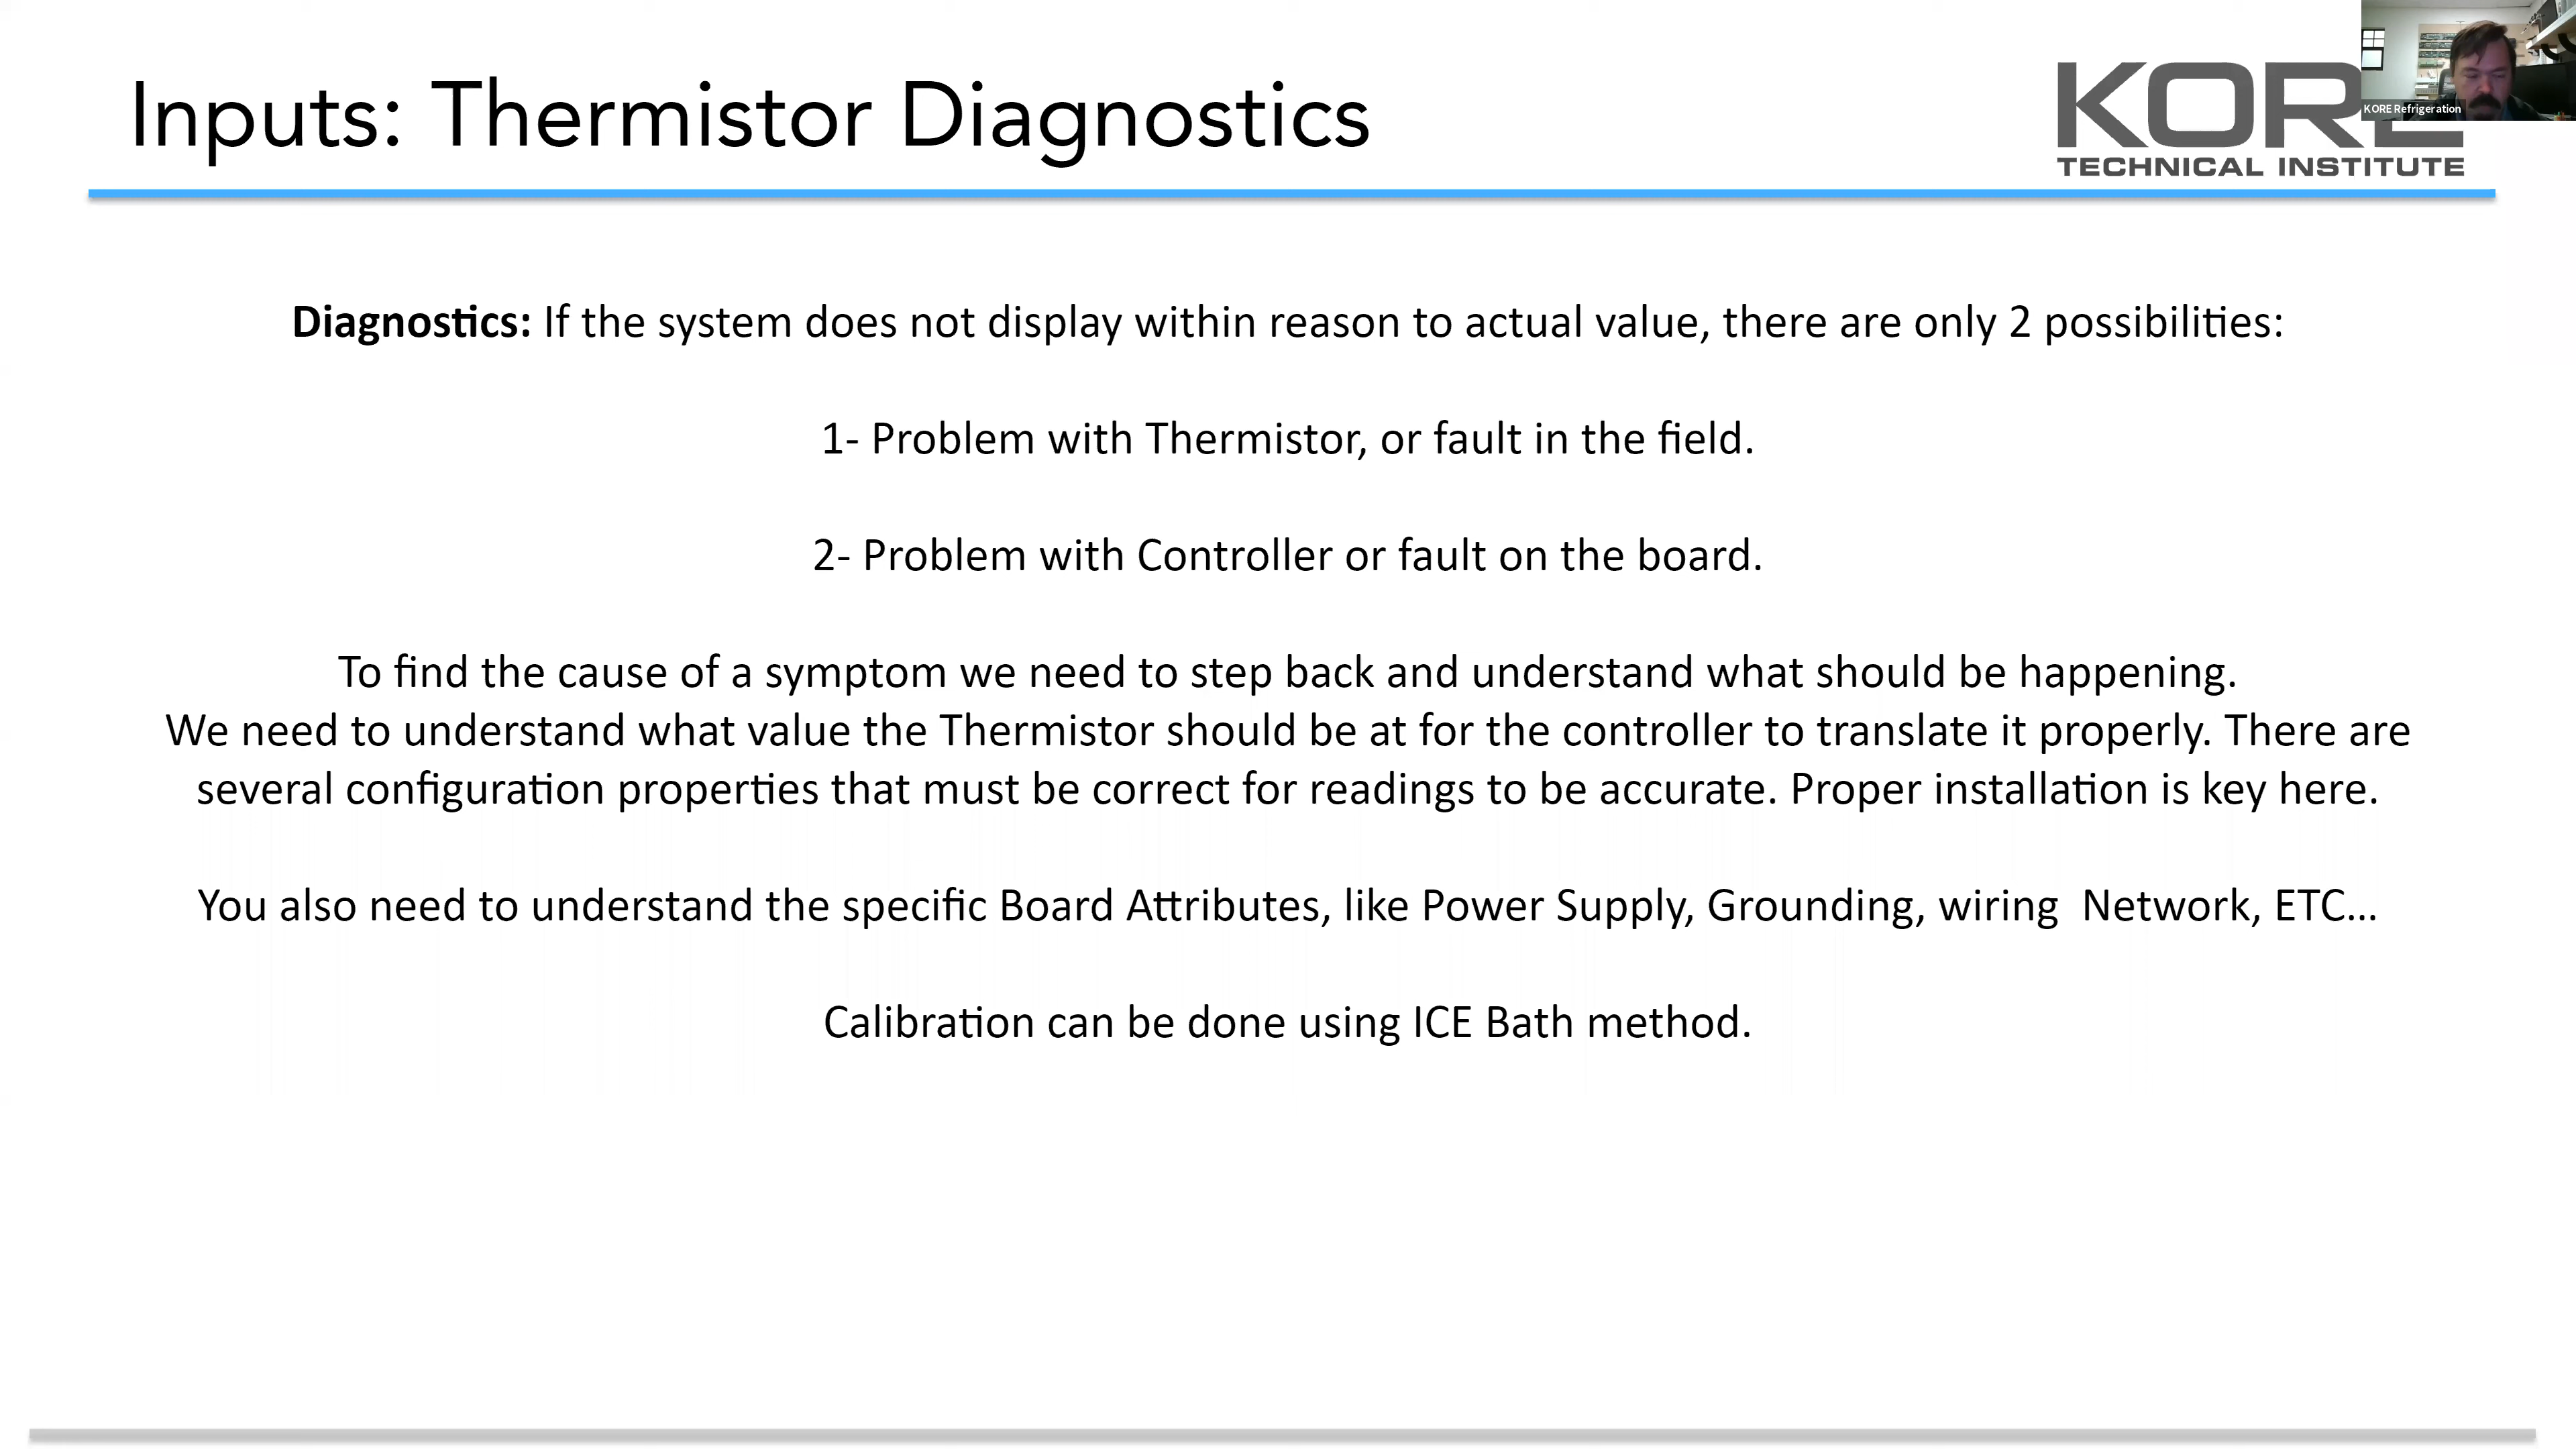 Inputs: Thermistor Diagnostics
KORE
TECHNICAL INSTITUTE
KORE Refrigeration
Diagnostics: If the system does not display within reason to actual value, there are only 2 possibilities:
1- Problem with Thermistor, or fault in the field.
2- Problem with Controller or fault on the board.
To find the cause of a symptom we need to step back and understand what should be happening.
We need to understand what value the Thermistor should be at for the controller to translate it properly. There are
several configuration properties that must be correct for readings to be accurate. Proper installation is key here.
You also need to understand the specific Board Attributes, like Power Supply, Grounding, wiring  Network, ETC...
Calibration can be done using ICE Bath method.